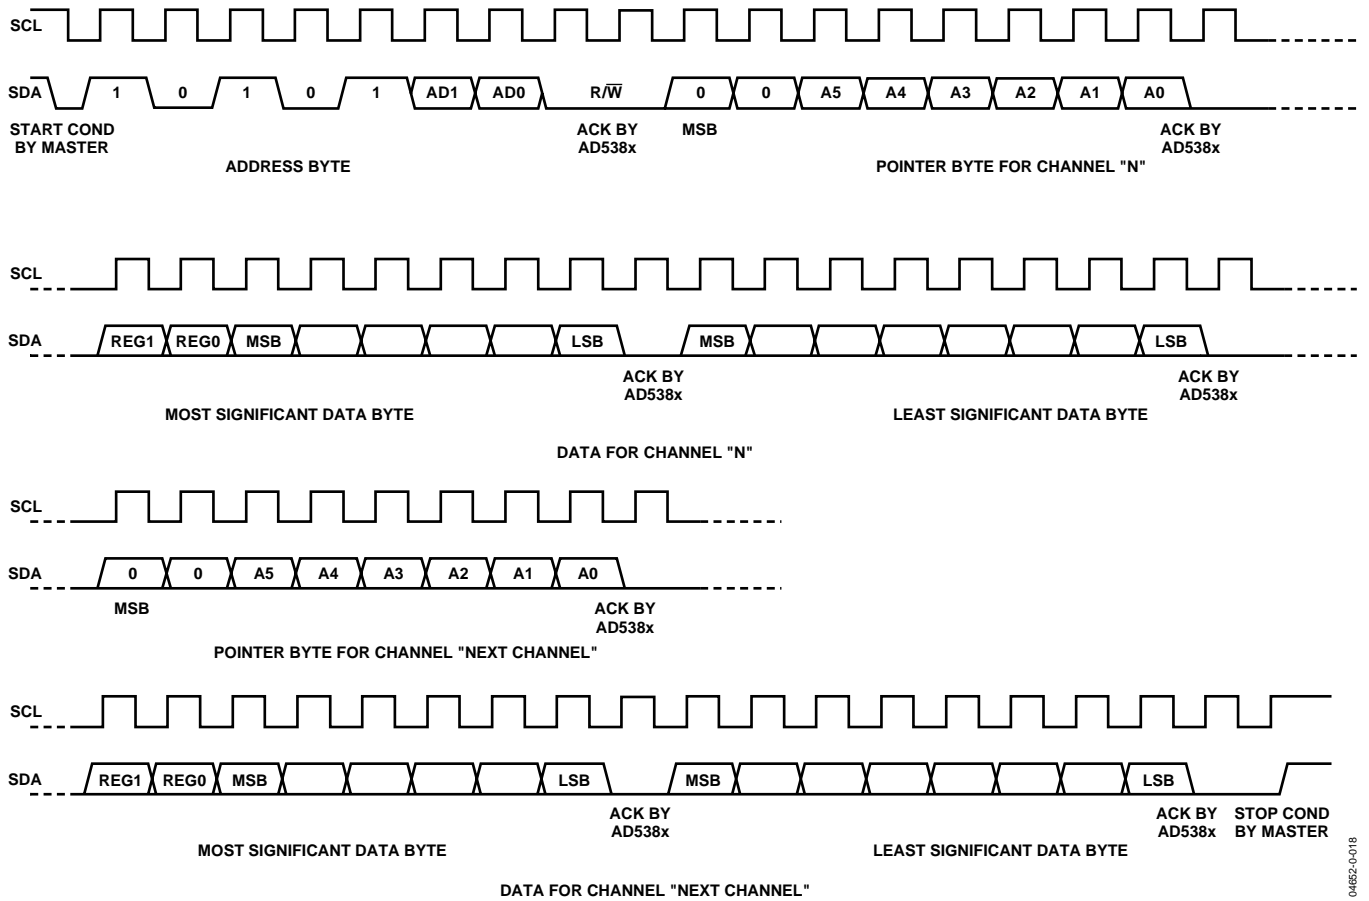 SCL
SDA 1 0 1 0 1 AD1 AD0 R/W̅ 0 0 A5 A4 A3 A2 A1 A0
START COND BY MASTER
ACK BY AD538x
MSB
ACK BY AD538x
ADDRESS BYTE
POINTER BYTE FOR CHANNEL "N"
SCL
SDA REG1 REG0 MSB LSB MSB LSB
ACK BY AD538x
ACK BY AD538x
MOST SIGNIFICANT DATA BYTE
LEAST SIGNIFICANT DATA BYTE
DATA FOR CHANNEL "N"
SCL
SDA 0 0 A5 A4 A3 A2 A1 A0
MSB
ACK BY AD538x
POINTER BYTE FOR CHANNEL "NEXT CHANNEL"
SCL
SDA REG1 REG0 MSB LSB MSB LSB
ACK BY AD538x
ACK BY AD538x
STOP COND BY MASTER
MOST SIGNIFICANT DATA BYTE
LEAST SIGNIFICANT DATA BYTE
DATA FOR CHANNEL "NEXT CHANNEL"
04652-0-018